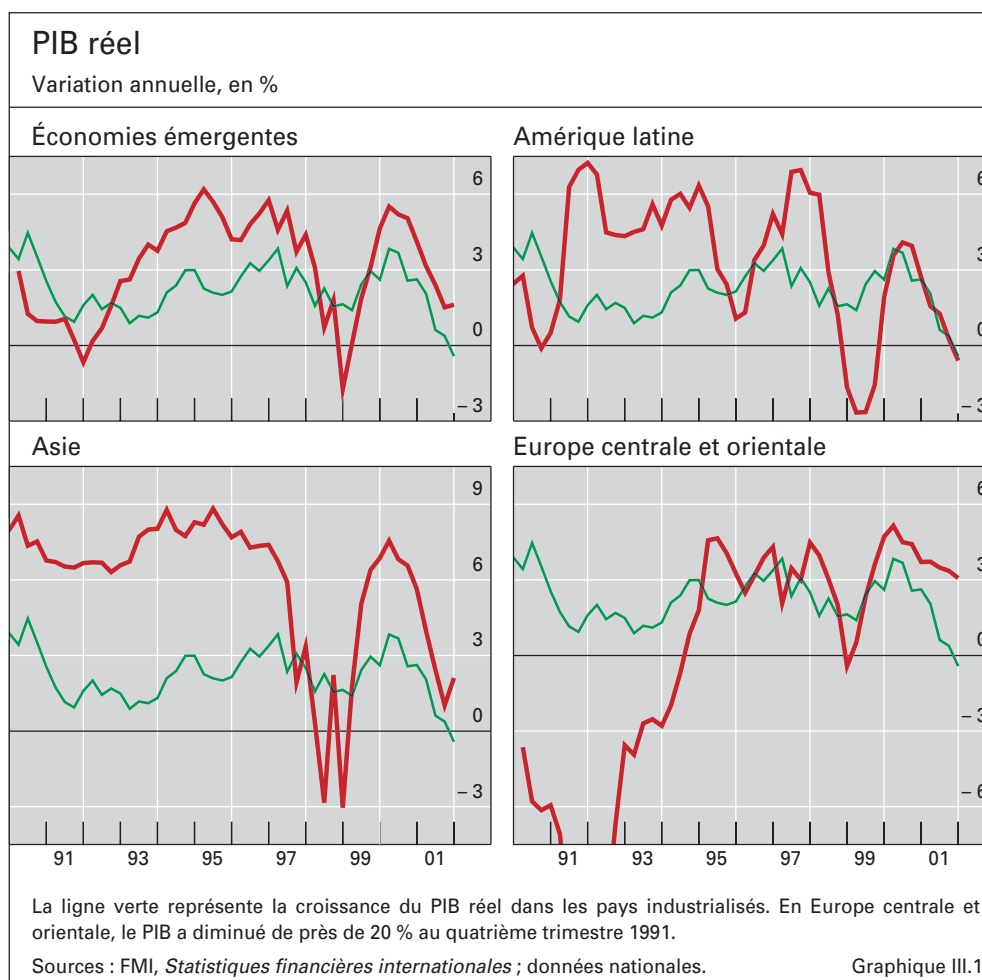 PIB réel
Variation annuelle, en %
Économies émergentes
Amérique latine
6
3
0
– 3
6
3
0
– 3
Asie
Europe centrale et orientale
9
6
3
0
– 3
6
3
0
– 3
– 6
91 93 95 97 99 01
91 93 95 97 99 01
La ligne verte représente la croissance du PIB réel dans les pays industrialisés. En Europe centrale et
orientale, le PIB a diminué de près de 20 % au quatrième trimestre 1991.
Sources : FMI, Statistiques financières internationales ; données nationales. Graphique III.1